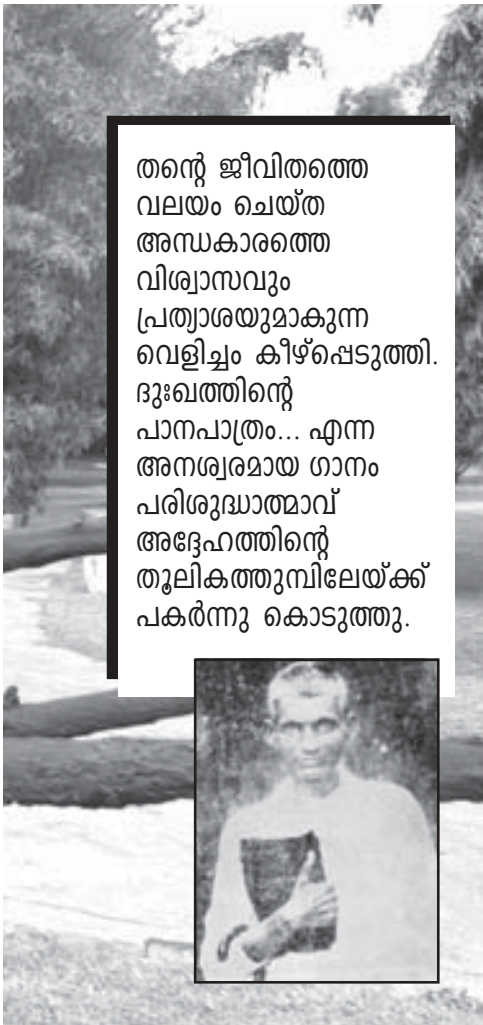 തന്റെ ജീവിതത്തെ
വലയം ചെയ്ത
അന്ധകാരത്തെ
വിശ്വാസവും
പ്രത്യാശയുമാകുന്ന
വെളിച്ചം കീഴ്പ്പെടുത്തി.
ദുഃഖത്തിന്റെ
പാനപാത്രം... എന്ന
അനശ്വരമായ ഗാനം
പരിശുദ്ധാത്മാവ്
അദ്ദേഹത്തിന്റെ
തൂലികത്തുമ്പിലേയ്ക്ക്
പകർന്നു കൊടുത്തു.